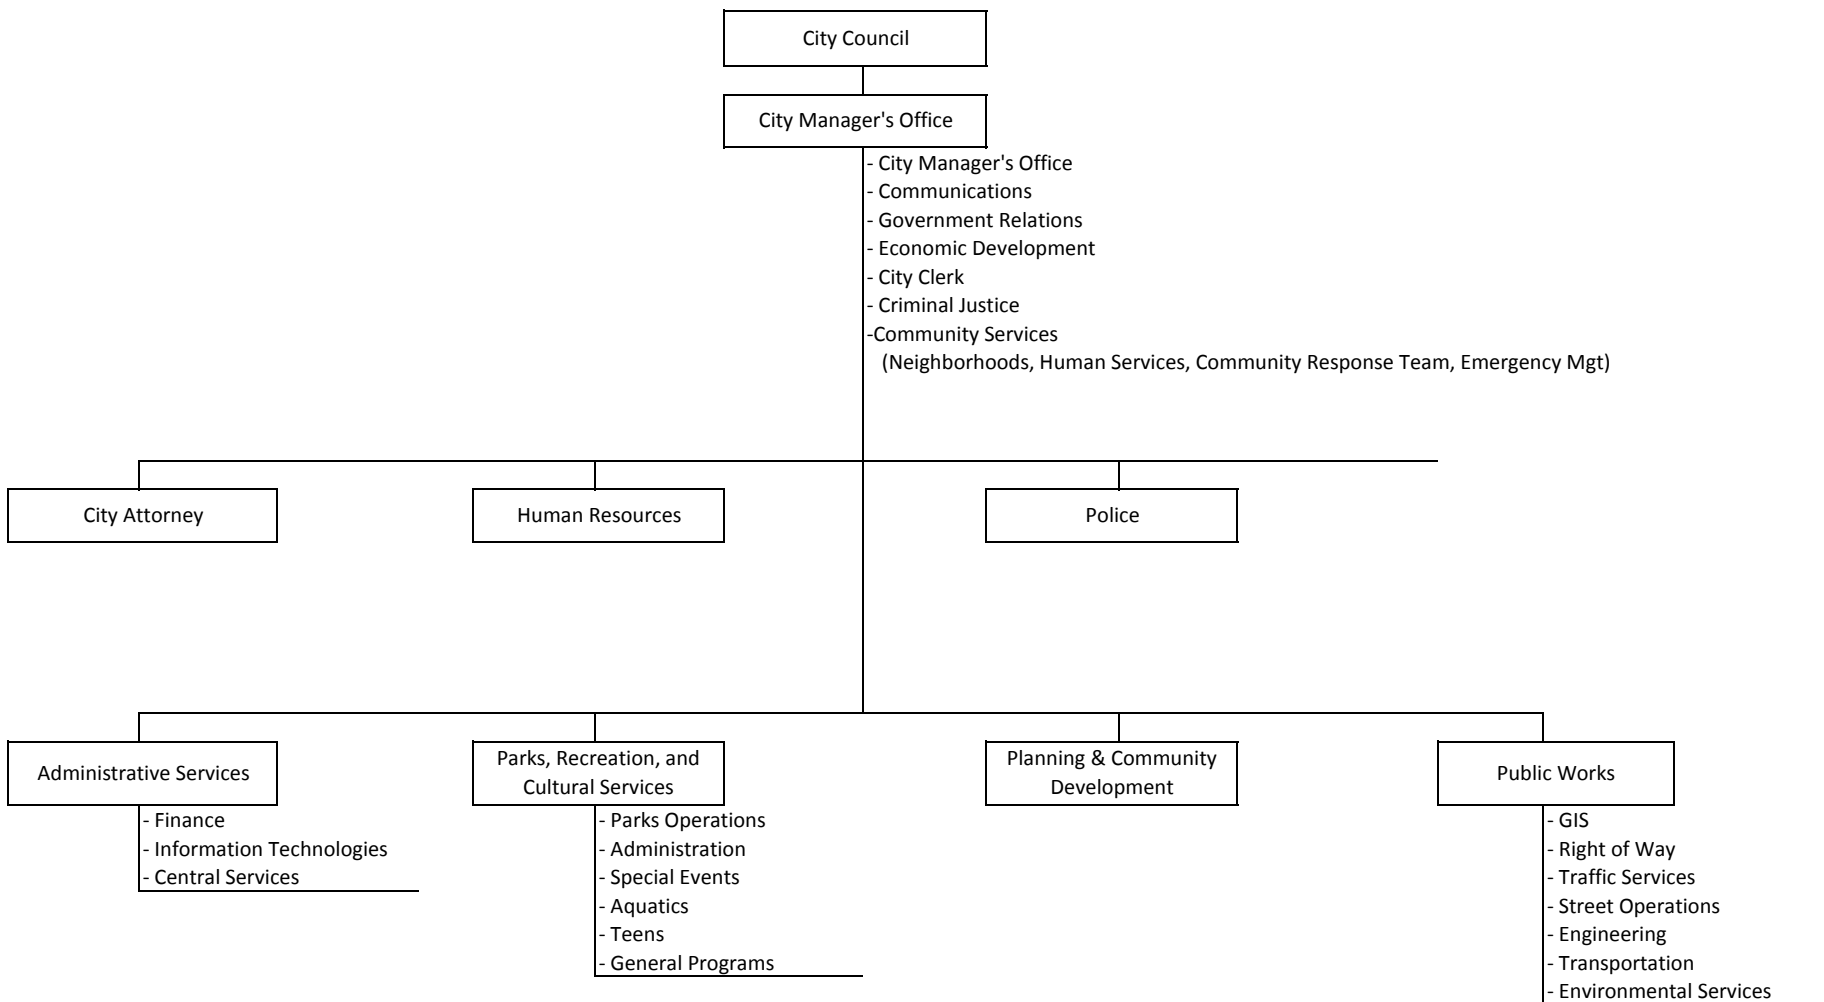 City Council
City Manager's Office
- City Manager's Office
- Communications
- Government Relations
- Economic Development
- City Clerk
- Criminal Justice
-Community Services
(Neighborhoods, Human Services, Community Response Team, Emergency Mgt)
City Attorney
Human Resources
Police
Administrative Services
- Finance
- Information Technologies
- Central Services
Parks, Recreation, and
Cultural Services
- Parks Operations
- Administration
- Special Events
- Aquatics
- Teens
- General Programs
Planning & Community
Development
Public Works
- GIS
- Right of Way
- Traffic Services
- Street Operations
- Engineering
- Transportation
- Environmental Services